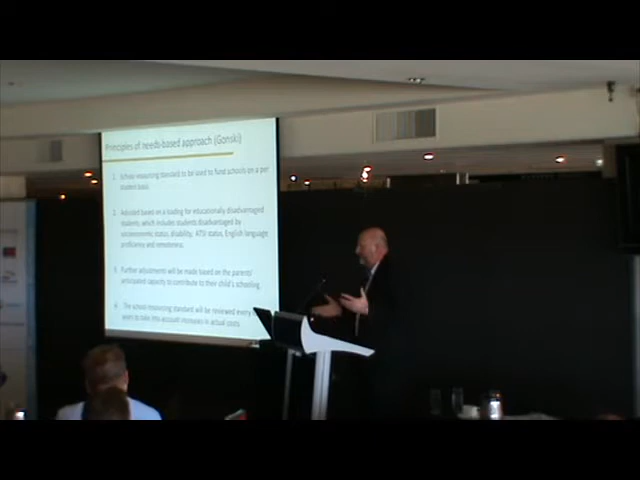 Principles of needs-based approach (Gonski)
1. School resourcing standard to be used to fund schools on a per
student basis.
2. Adjusted based on a loading for educationally disadvantaged
students, which includes students disadvantaged by
socioeconomic status, disability, ATSI status, English language
proficiency and remoteness.
3. Further adjustments will be made based on the parents'
anticipated capacity to contribute to their child's schooling.
4. The school resourcing standard will be reviewed every
years to take into account increases in actual costs.